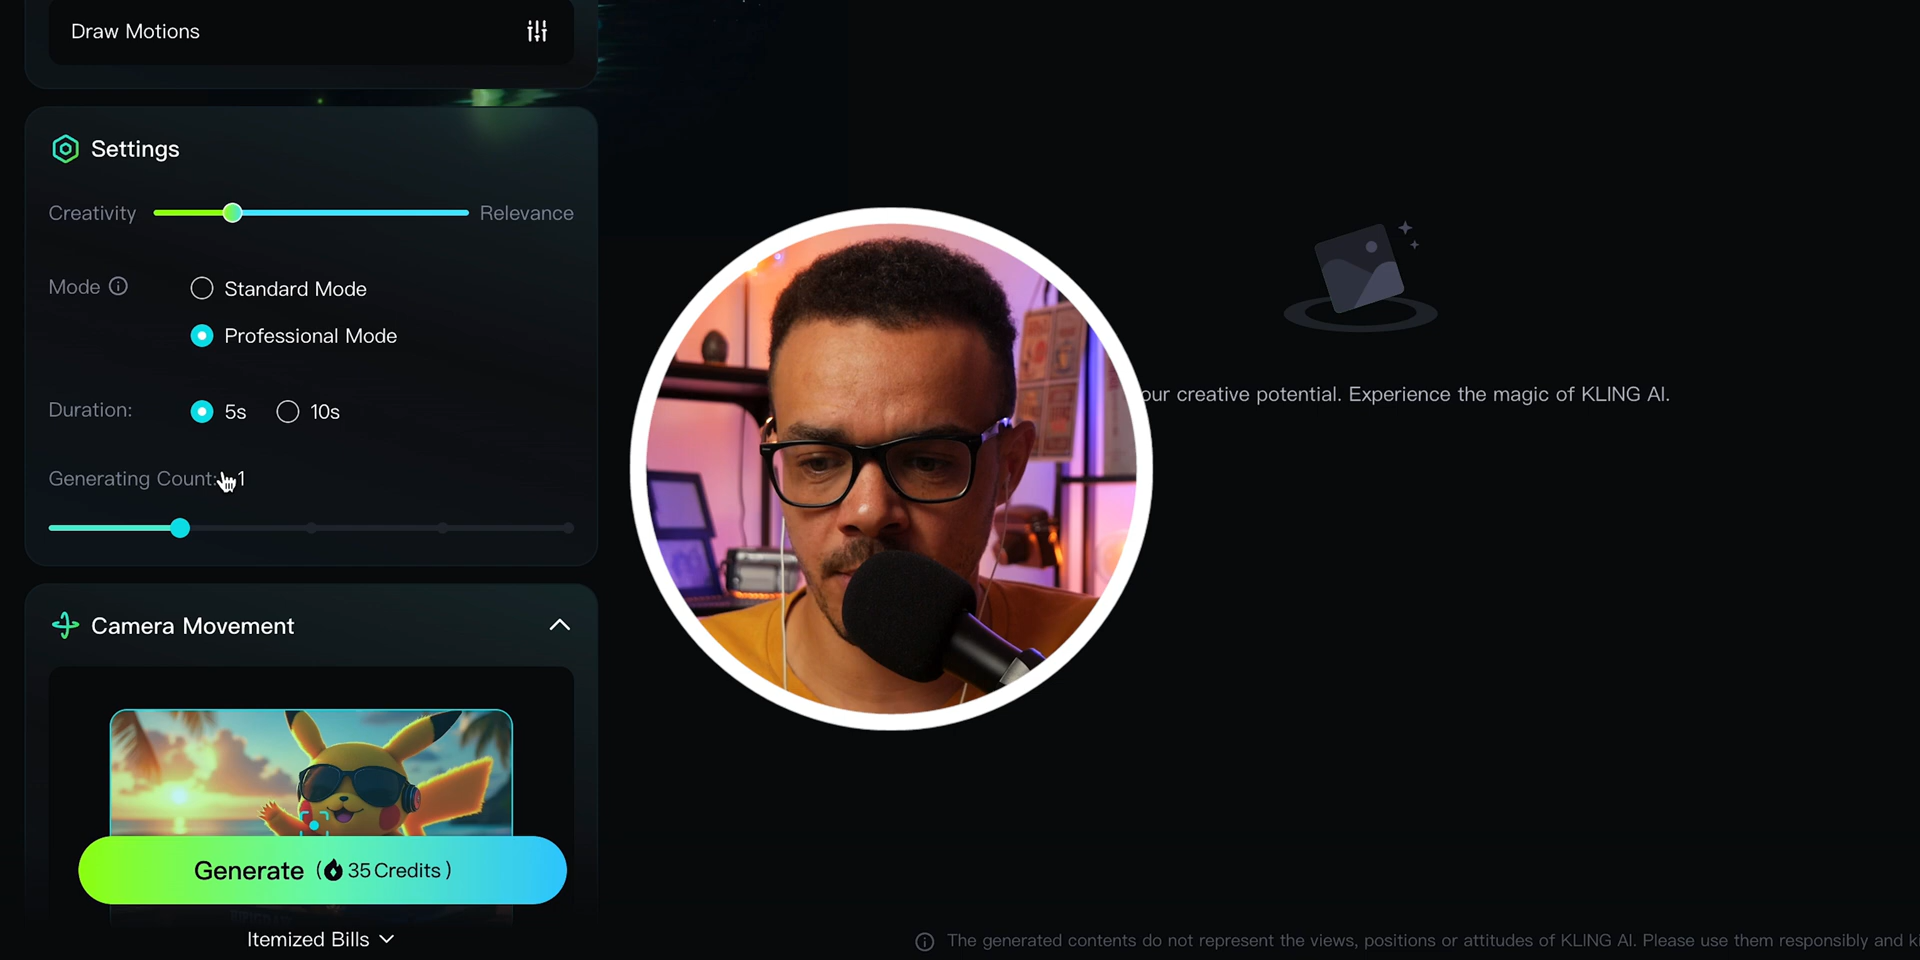 Draw Motions
Settings
Creativity
Relevance
Mode
Standard Mode
Professional Mode
Duration:
5s
10s
Generating Count:
1
our creative potential. Experience the magic of KLING AI.
Camera Movement
Generate ( 35 Credits )
Itemized Bills
The generated contents do not represent the views, positions or attitudes of KLING AI. Please use them responsibly and